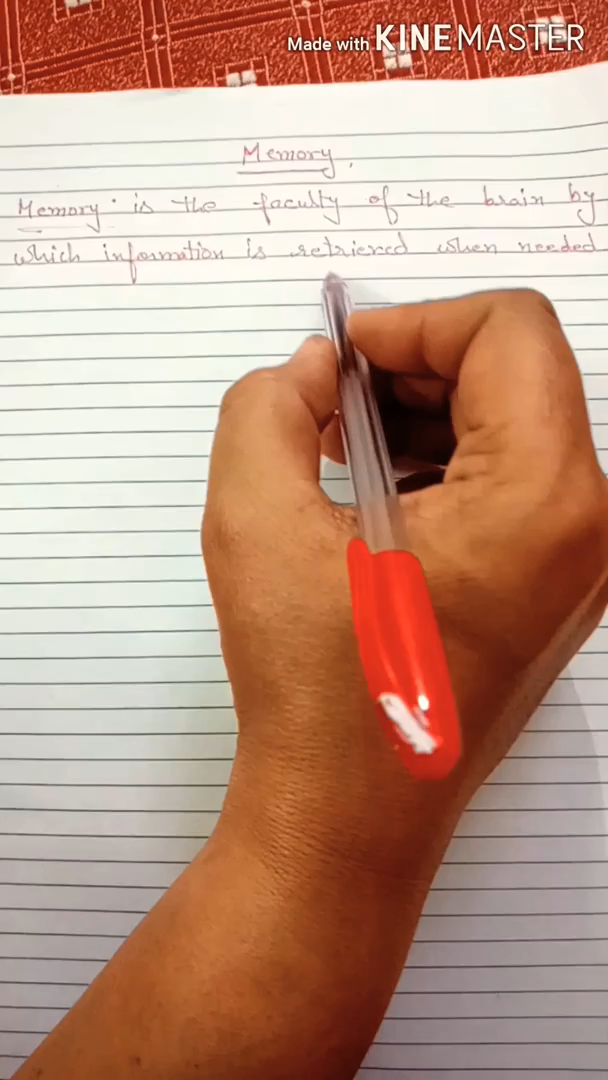 Made with KINEMASTER
Memory.
Memory is the faculty of the brain by
which information is retrieved when needed